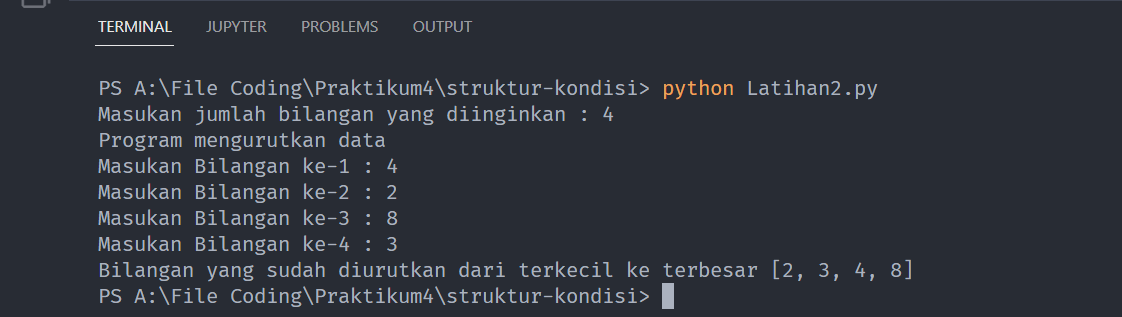 TERMINAL JUPYTER PROBLEMS OUTPUT
PS A:\File Coding\Praktikum4\struktur-kondisi> python Latihan2.py
Masukan jumlah bilangan yang diinginkan : 4
Program mengurutkan data
Masukan Bilangan ke-1 : 4
Masukan Bilangan ke-2 : 2
Masukan Bilangan ke-3 : 8
Masukan Bilangan ke-4 : 3
Bilangan yang sudah diurutkan dari terkecil ke terbesar [2, 3, 4, 8]
PS A:\File Coding\Praktikum4\struktur-kondisi>